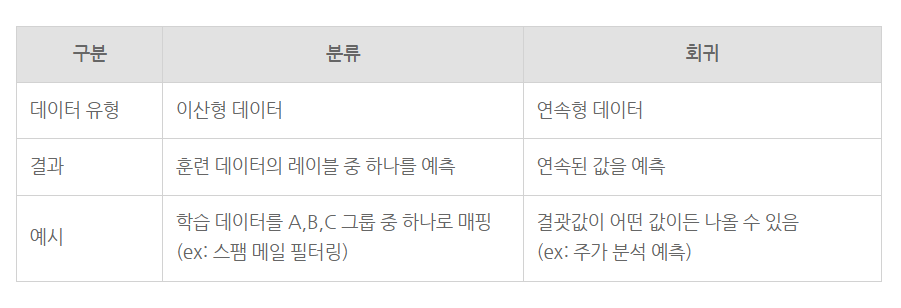 구분 분류 회귀
데이터 유형 이산형 데이터 연속형 데이터
결과 훈련 데이터의 레이블 중 하나를 예측 연속된 값을 예측
예시 학습 데이터를 A,B,C 그룹 중 하나로 매핑 결괏값이 어떤 값이든 나올 수 있음
(ex: 스팸 메일 필터링) (ex: 주가 분석 예측)